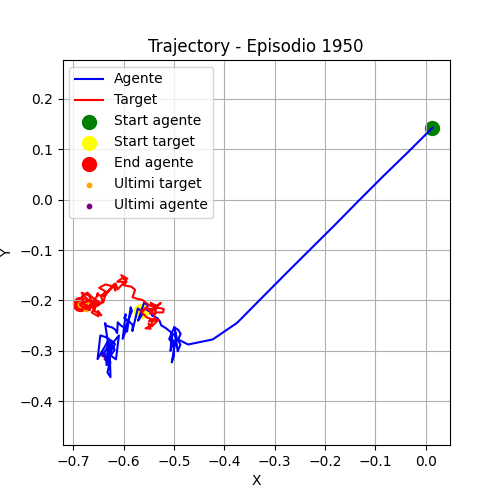 Trajectory - Episodio 1950
Agente
Target
Start agente
Start target
End agente
Ultimi target
Ultimi agente
0.2
0.1
0.0
−0.1
−0.2
−0.3
−0.4
Y
−0.7 −0.6 −0.5 −0.4 −0.3 −0.2 −0.1 0.0
X